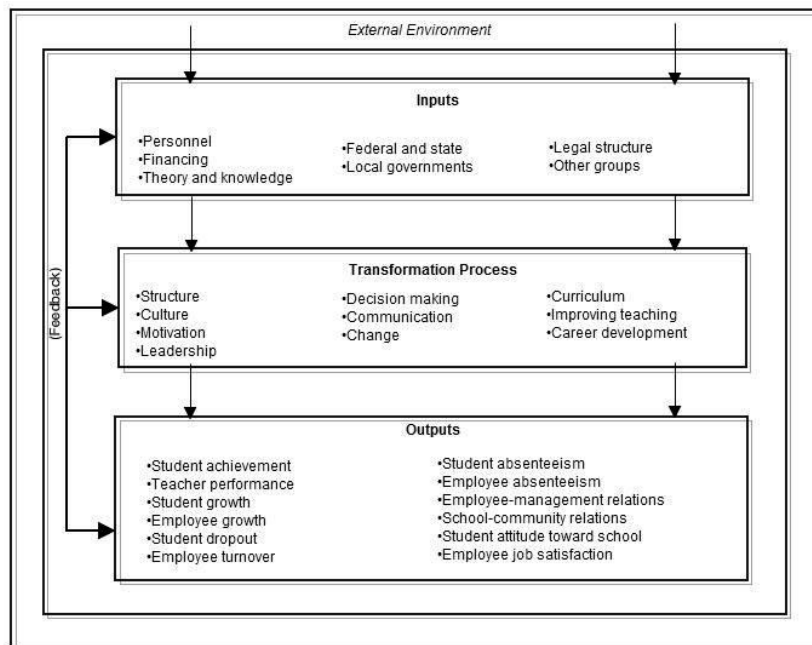 External Environment
Inputs
•Personnel
•Financing
•Theory and knowledge
•Federal and state
•Local governments
•Legal structure
•Other groups
(Feedback)
Transformation Process
•Structure
•Culture
•Motivation
•Leadership
•Decision making
•Communication
•Change
•Curriculum
•Improving teaching
•Career development
Outputs
•Student achievement
•Teacher performance
•Student growth
•Employee growth
•Student dropout
•Employee turnover
•Student absenteeism
•Employee absenteeism
•Employee-management relations
•School-community relations
•Student attitude toward school
•Employee job satisfaction